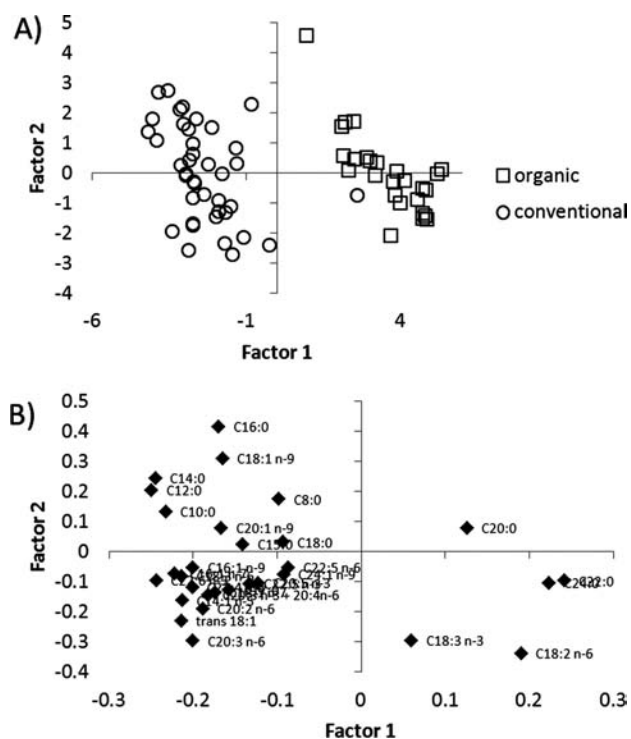 A)
5
4
3
2
1
0
-1
-2
-3
-4
Factor 2
-6
-1
4
Factor 1
organic
conventional
B)
0.5
0.4
0.3
0.2
0.1
0
-0.1
-0.2
-0.3
-0.4
Factor 2
C16:0
C18:1 n-9
C14:0
C12:0
C8:0
C10:0
C20:1 n-9
C20:0
C15:0
C18:0
C16:1 n-9
C22:5 n-6
C24:1 n-9
C22:0
+ 20:4n-6
C20:2 n-6
trans 18:1
C20:3 n-6
C18:3 n-3
C18:2 n-6
-0.3
-0.2
-0.1
0
0.1
0.2
0.3
Factor 1